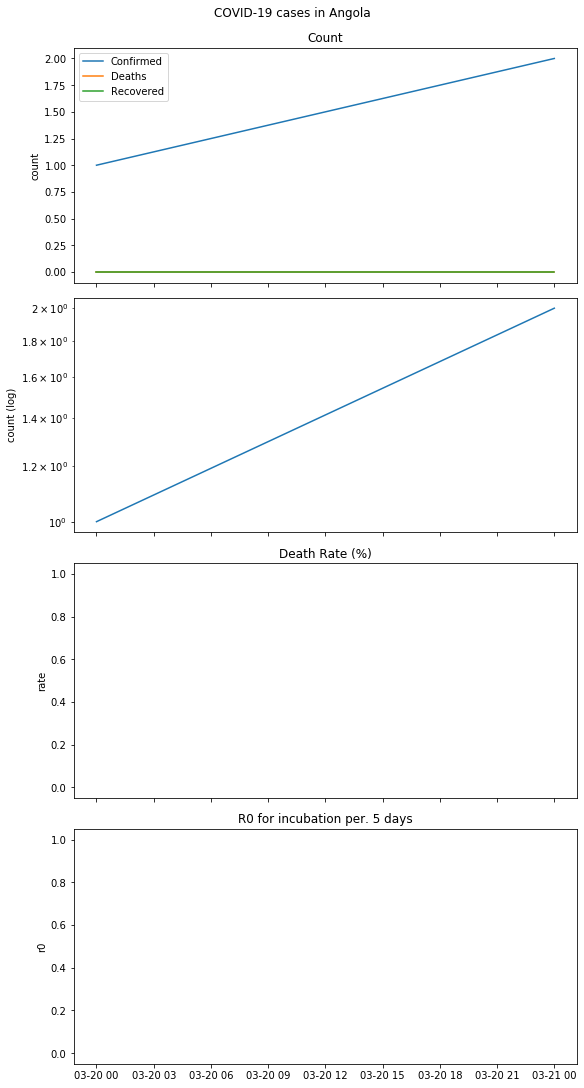 COVID-19 cases in Angola
Count
Confirmed
Deaths
Recovered
2.00
1.75
1.50
1.25
1.00
0.75
0.50
0.25
0.00
count
2 × 10⁰
1.8 × 10⁰
1.6 × 10⁰
1.4 × 10⁰
1.2 × 10⁰
10⁰
count (log)
Death Rate (%)
1.0
0.8
0.6
0.4
0.2
0.0
rate
R0 for incubation per. 5 days
1.0
0.8
0.6
0.4
0.2
0.0
r0
03-20 00 03-20 03 03-20 06 03-20 09 03-20 12 03-20 15 03-20 18 03-20 21 03-21 00